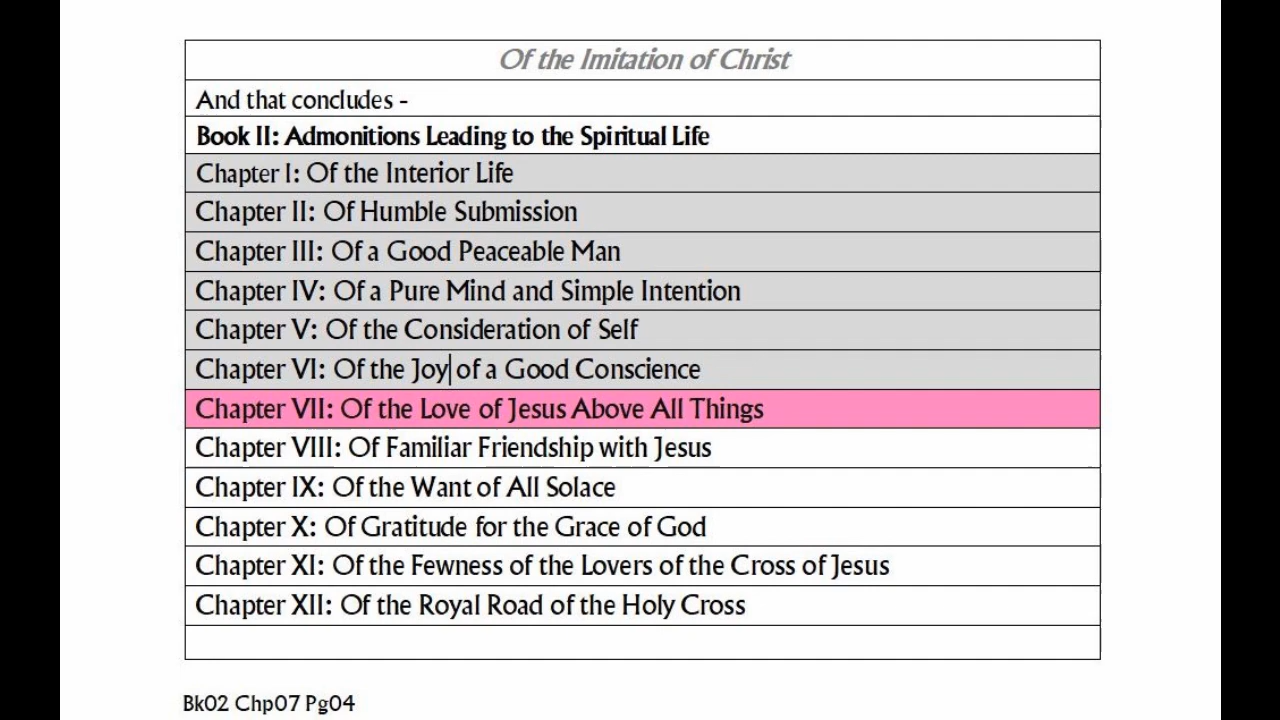 Of the Imitation of Christ
And that concludes -
Book II: Admonitions Leading to the Spiritual Life
Chapter I: Of the Interior Life
Chapter II: Of Humble Submission
Chapter III: Of a Good Peaceable Man
Chapter IV: Of a Pure Mind and Simple Intention
Chapter V: Of the Consideration of Self
Chapter VI: Of the Joy of a Good Conscience
Chapter VII: Of the Love of Jesus Above All Things
Chapter VIII: Of Familiar Friendship with Jesus
Chapter IX: Of the Want of All Solace
Chapter X: Of Gratitude for the Grace of God
Chapter XI: Of the Fewness of the Lovers of the Cross of Jesus
Chapter XII: Of the Royal Road of the Holy Cross
Bk02 Chp07 Pg04